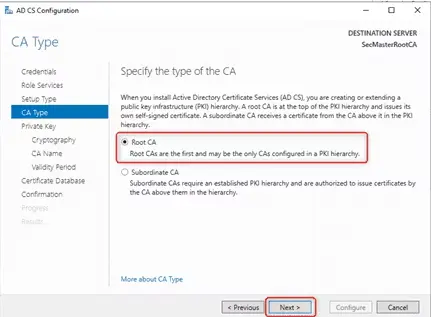 AD CS Configuration
DESTINATION SERVER
SecMasterRootCA
CA Type
Credentials
Role Services
Setup Type
CA Type
Private Key
Cryptography
CA Name
Validity Period
Certificate Database
Confirmation
Progress
Results
Specify the type of the CA
When you install Active Directory Certificate Services (AD CS), you are creating or extending a
public key infrastructure (PKI) hierarchy. A root CA is at the top of the PKI hierarchy and issues its
own self-signed certificate. A subordinate CA receives a certificate from the CA above it in the PKI
hierarchy.
Root CA
Root CAs are the first and may be the only CAs configured in a PKI hierarchy.
Subordinate CA
Subordinate CAs require an established PKI hierarchy and are authorized to issue certificates by
the CA above them in the hierarchy.
More about CA Type
< Previous
Next >
Configure
Cancel